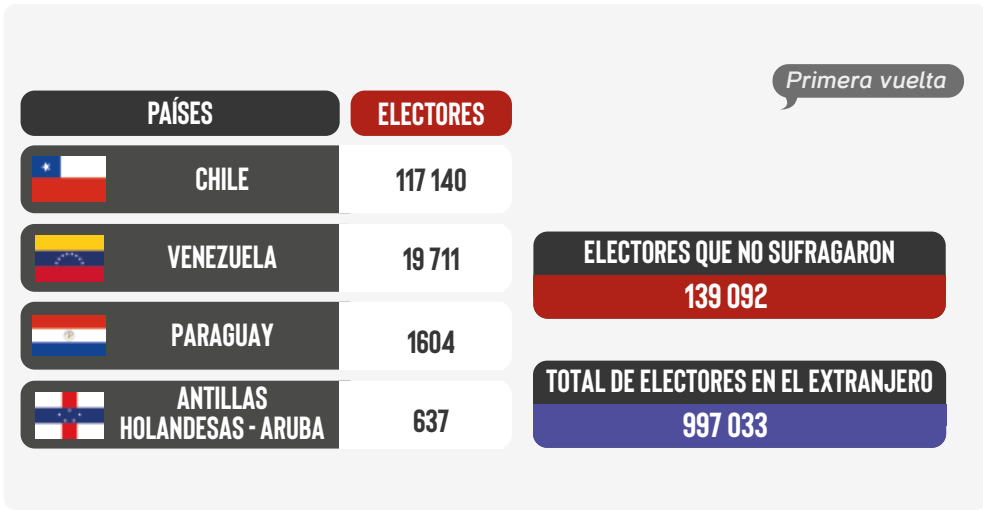 Primera vuelta
PAÍSES
ELECTORES
CHILE
117 140
VENEZUELA
19 711
PARAGUAY
1604
ANTILLAS
HOLANDESAS - ARUBA
637
ELECTORES QUE NO SUFRAGARON
139 092
TOTAL DE ELECTORES EN EL EXTRANJERO
997 033